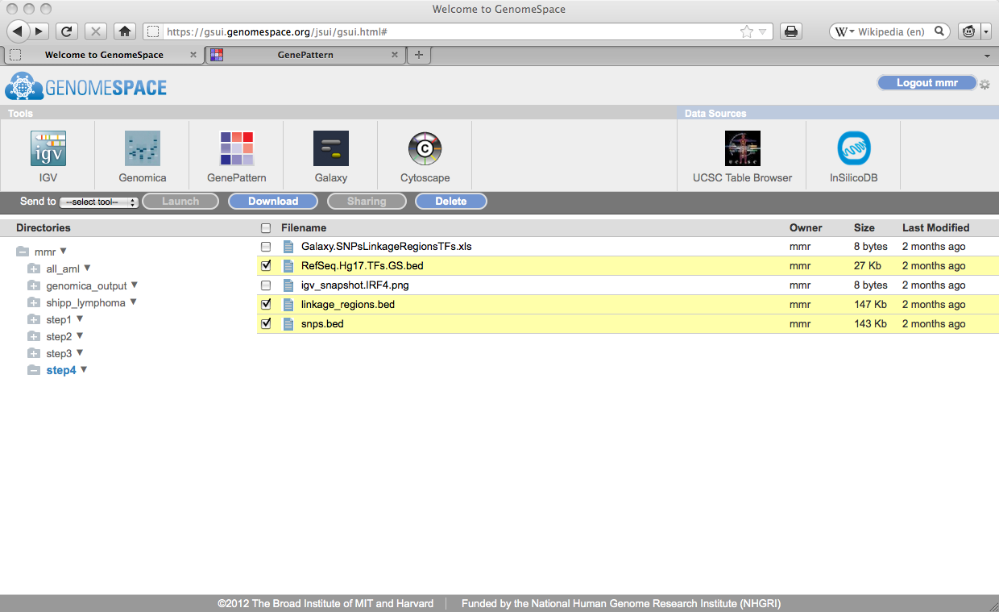 Welcome to GenomeSpace
https://gsui.genomespace.org/jsui/gsui.html#
W Wikipedia (en)
Welcome to GenomeSpace
GenePattern
GENOMESPACE
Logout mmr
Tools
Data Sources
igv
C
UCSC
IGV
Genomica
GenePattern
Galaxy
Cytoscape
UCSC Table Browser
InSilicoDB
Send to
--select tool--
Launch
Download
Sharing
Delete
Directories
Filename Owner Size Last Modified
mmr
all_aml
genomica_output
shipp_lymphoma
step1
step2
step3
step4
Galaxy.SNPsLinkageRegionsTFs.xls mmr 8 bytes 2 months ago
RefSeq.Hg17.TFs.GS.bed mmr 27 Kb 2 months ago
igv_snapshot.IRF4.png mmr 8 bytes 2 months ago
linkage_regions.bed mmr 147 Kb 2 months ago
snps.bed mmr 143 Kb 2 months ago
©2012 The Broad Institute of MIT and Harvard
Funded by the National Human Genome Research Institute (NHGRI)